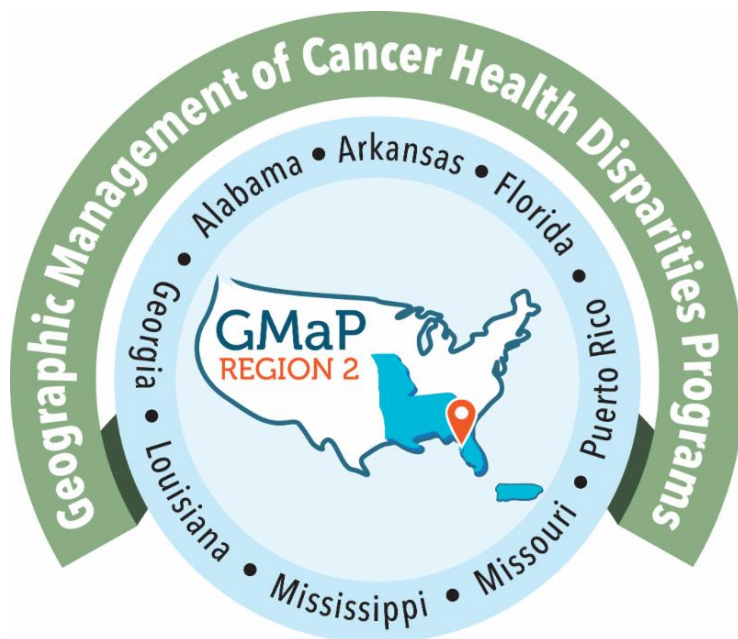 Geographic Management of Cancer Health Disparities Programs
Alabama • Arkansas • Florida • Puerto Rico • Missouri • Mississippi • Louisiana • Georgia •
GMaP
REGION 2